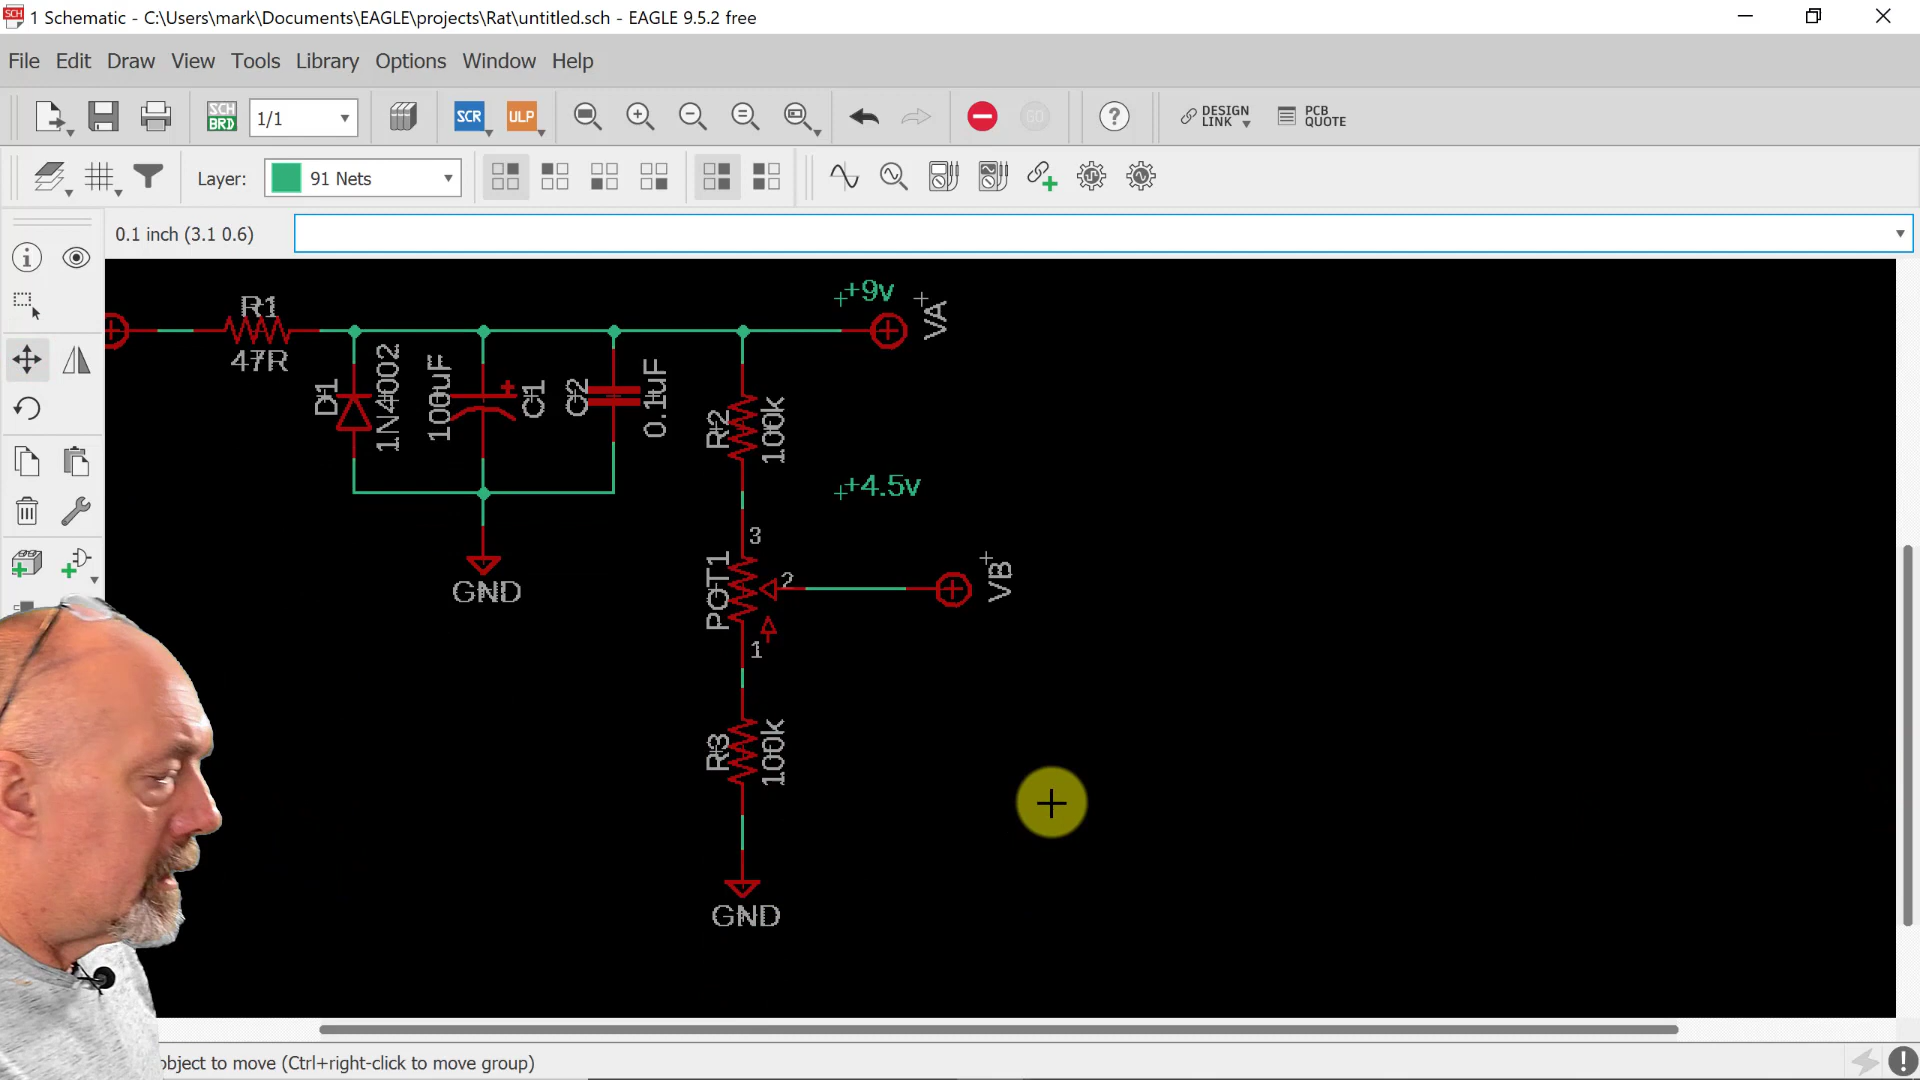 1 Schematic - C:\Users\mark\Documents\EAGLE\projects\Rat\untitled.sch - EAGLE 9.5.2 free
File Edit Draw View Tools Library Options Window Help
SCH
BRD
1/1
SCR
ULP
GO
DESIGN
LINK
PCB
QUOTE
Layer: 91 Nets
0.1 inch (3.1 0.6)
+9v
VA
R1
47R
D1
1N4002
100uF
C1
C2
0.1uF
R2
100k
+4.5v
3
POT1
2
VB
1
GND
R3
100k
GND
object to move (Ctrl+right-click to move group)